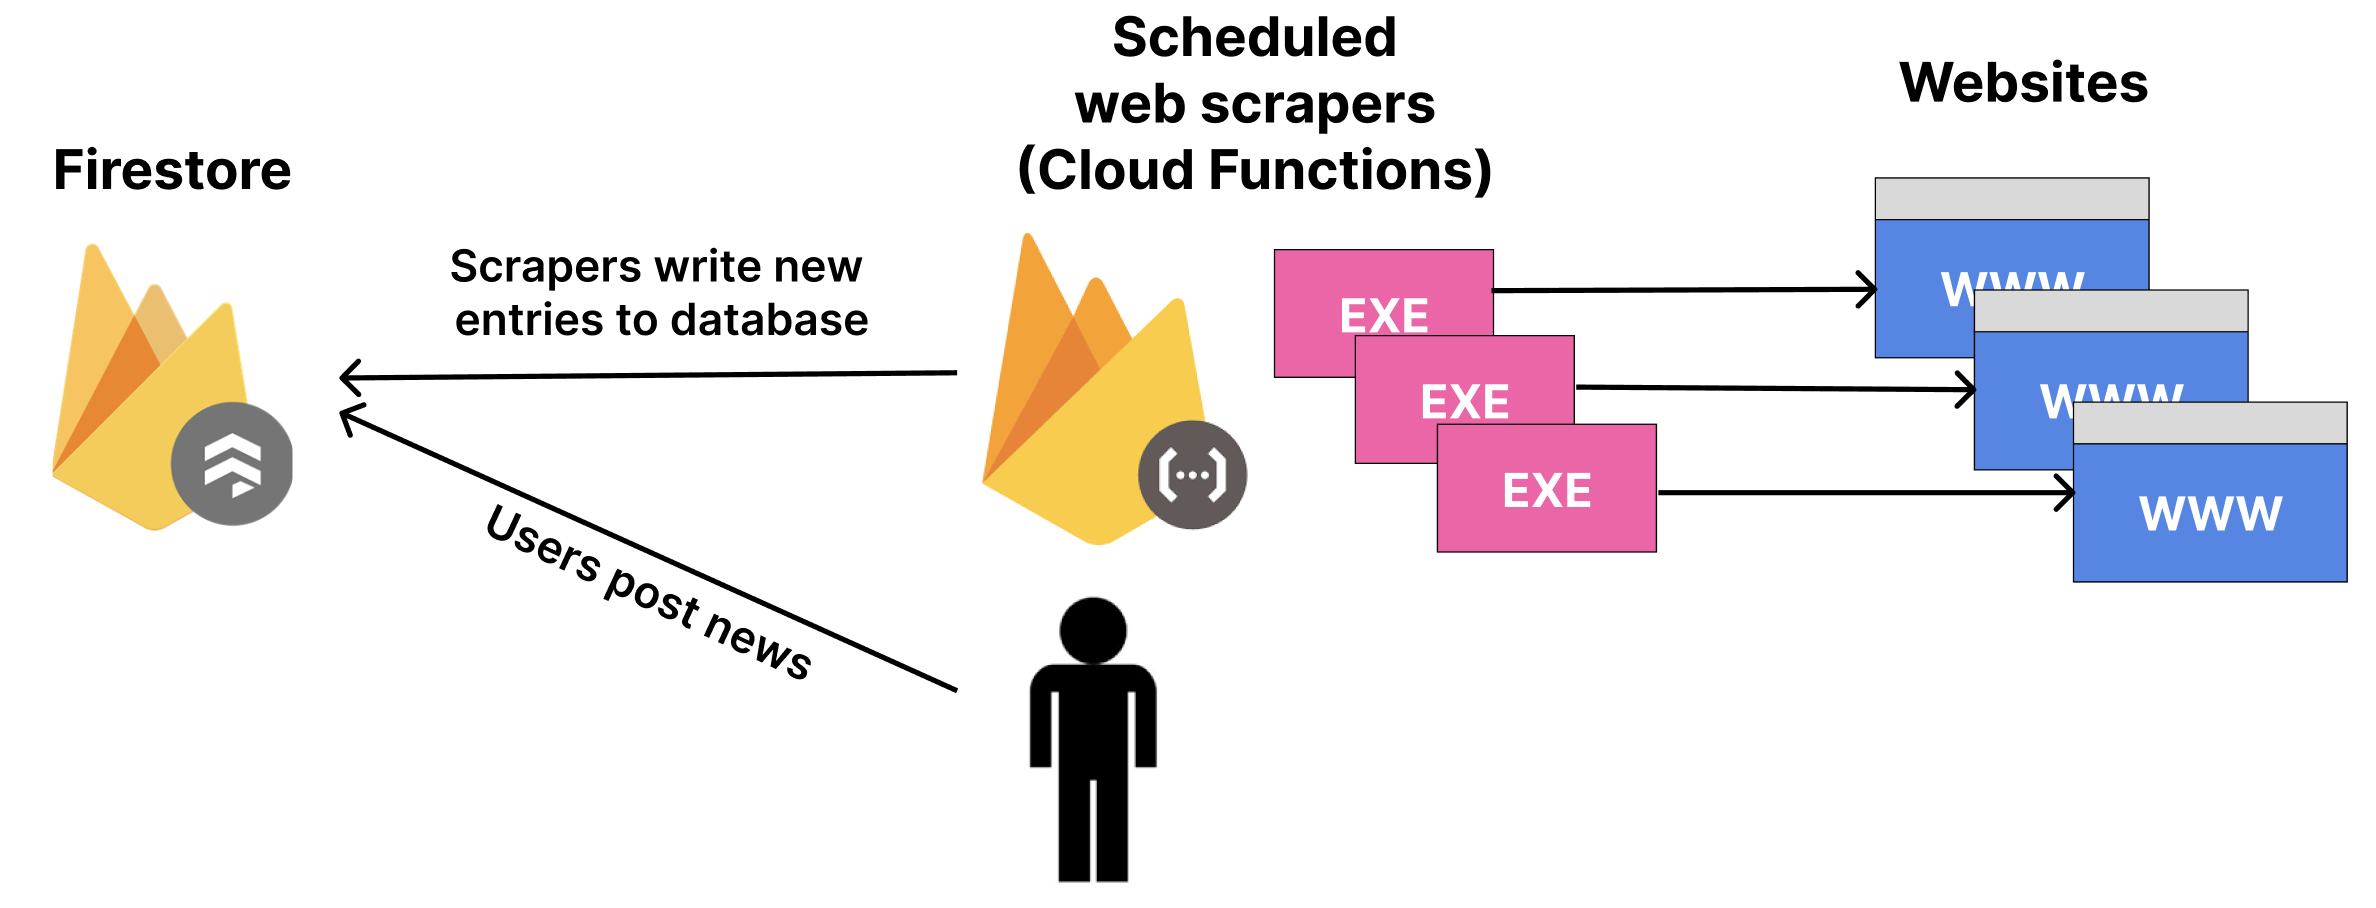 Scheduled
web scrapers
(Cloud Functions)
Websites
Firestore
Scrapers write new
entries to database
Users post news
EXE
EXE
EXE
WWW
WWW
WWW